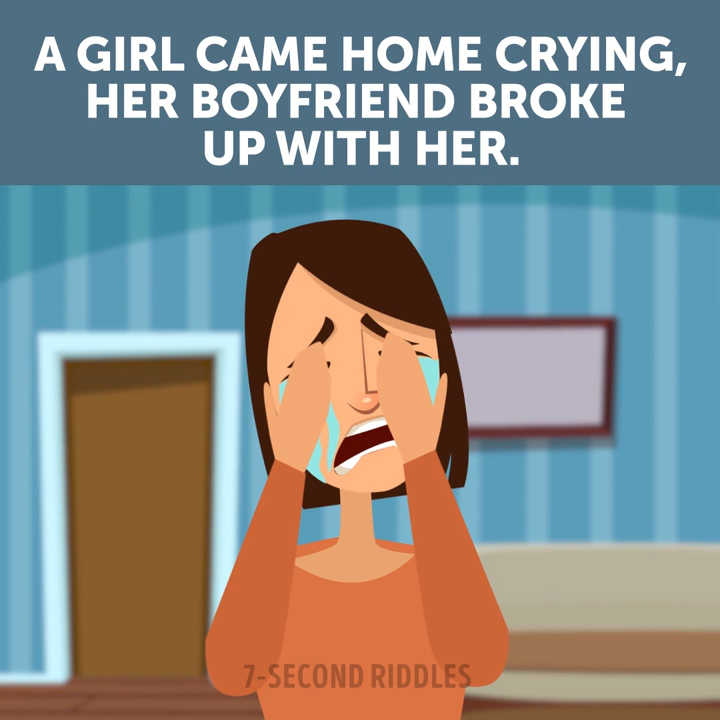 A GIRL CAME HOME CRYING,
HER BOYFRIEND BROKE
UP WITH HER.
7-SECOND RIDDLES